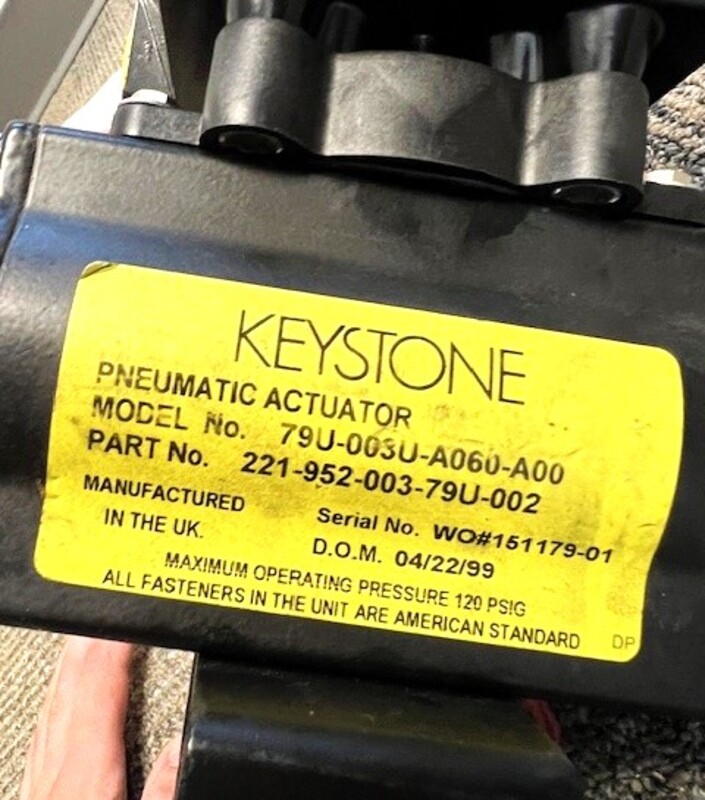 KEYSTONE
PNEUMATIC ACTUATOR
MODEL No. 79U-003U-A060-A00
PART No. 221-952-003-79U-002
MANUFACTURED
IN THE UK.
Serial No. WO#151179-01
D.O.M. 04/22/99
MAXIMUM OPERATING PRESSURE 120 PSIG
ALL FASTENERS IN THE UNIT ARE AMERICAN STANDARD DP